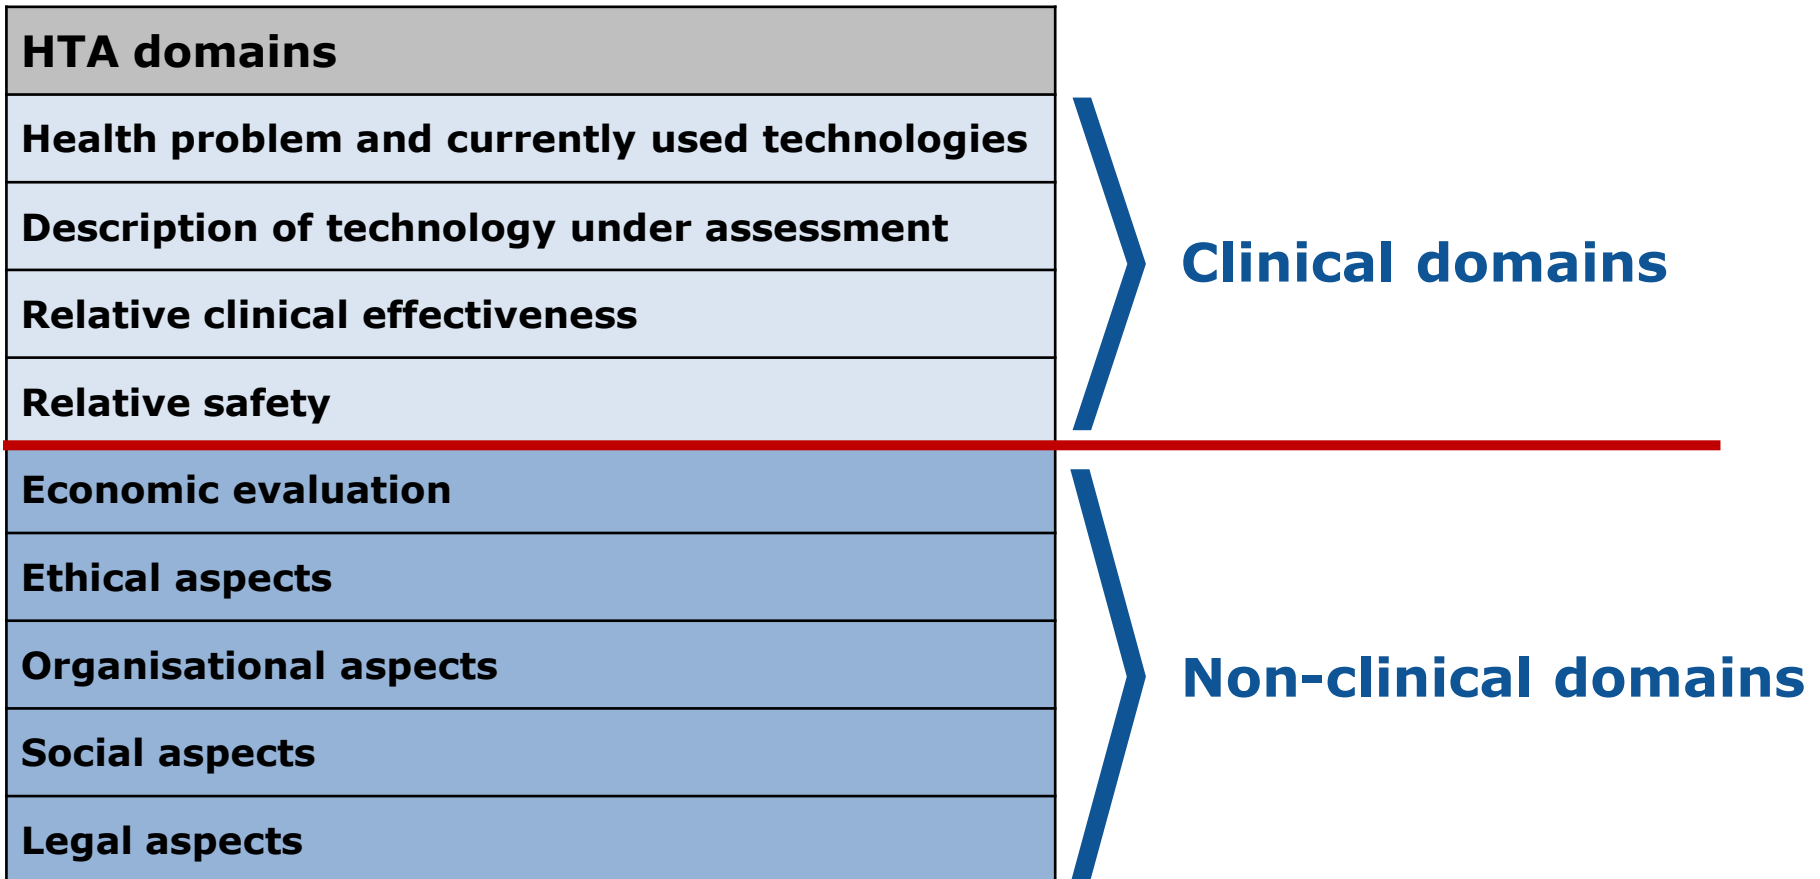 HTA domains
Health problem and currently used technologies
Description of technology under assessment
Relative clinical effectiveness
Relative safety
Clinical domains
Economic evaluation
Ethical aspects
Organisational aspects
Social aspects
Legal aspects
Non-clinical domains